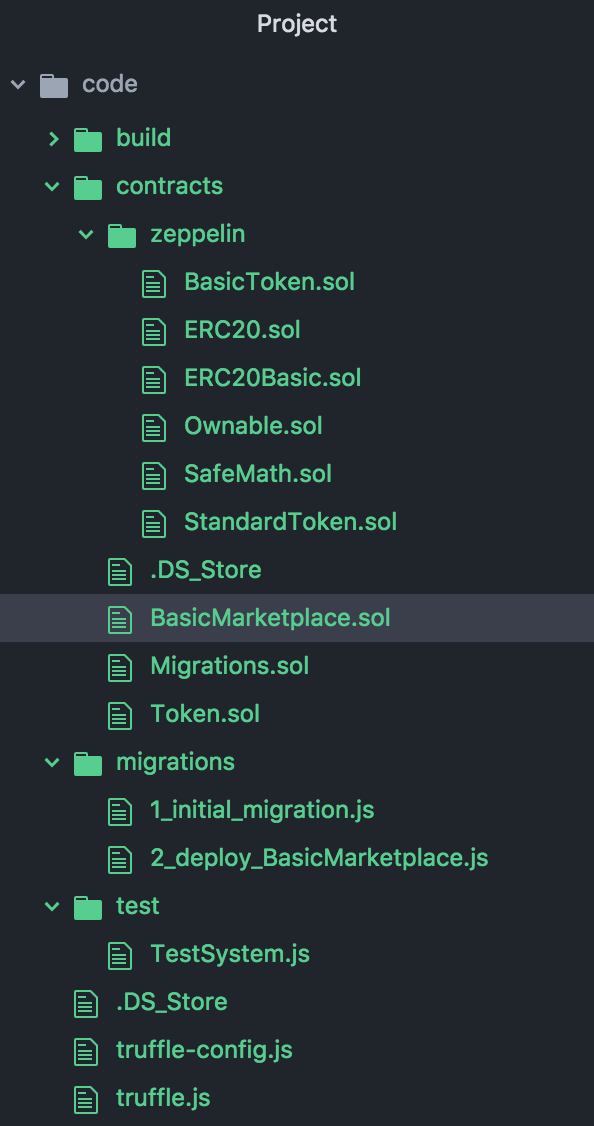 Project
code
build
contracts
zeppelin
BasicToken.sol
ERC20.sol
ERC20Basic.sol
Ownable.sol
SafeMath.sol
StandardToken.sol
.DS_Store
BasicMarketplace.sol
Migrations.sol
Token.sol
migrations
1_initial_migration.js
2_deploy_BasicMarketplace.js
test
TestSystem.js
.DS_Store
truffle-config.js
truffle.js